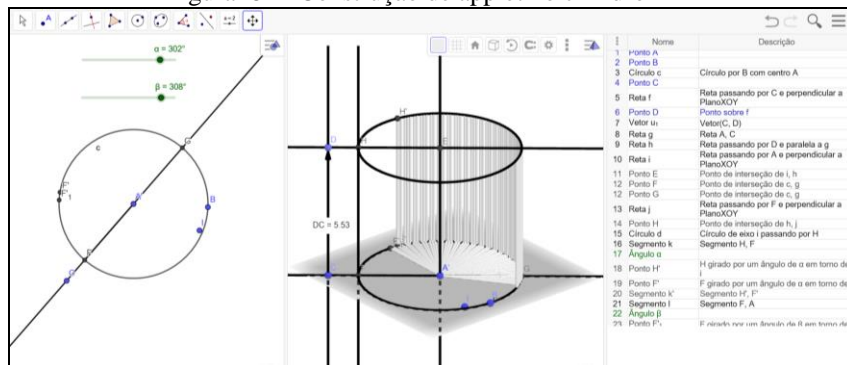 α = 302°
β = 308°
c
G
F'
F'₁
A'
B
F
C
H'
D
H
E
DC = 5.53
A'
G
Nome Descrição
1 Ponto A
2 Ponto B
3 Círculo c Círculo por B com centro A
4 Ponto C
5 Reta f Reta passando por C e perpendicular a
PlanoXOY
6 Ponto D Ponto sobre f
7 Vetor u₁ Vetor(C, D)
8 Reta g Reta A, C
9 Reta h Reta passando por D e paralela a g
10 Reta i Reta passando por A e perpendicular a
PlanoXOY
11 Ponto E Ponto de interseção de i, h
12 Ponto F Ponto de interseção de c, g
12 Ponto G Ponto de interseção de c, g
13 Reta j Reta passando por F e perpendicular a
PlanoXOY
14 Ponto H Ponto de interseção de h, j
15 Círculo d Círculo de eixo i passando por H
16 Segmento k Segmento H, F
17 Ângulo α
18 Ponto H' H girado por um ângulo de α em torno de
i
19 Ponto F' F girado por um ângulo de α em torno de
20 Segmento k' Segmento H', F'
21 Segmento l Segmento F, A
22 Ângulo β
23 Ponto F'₁ F girado por um ângulo de β em torno de